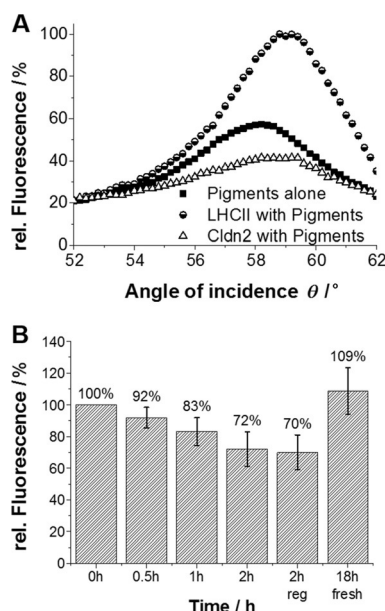 A
rel. Fluorescence / %
100
80
60
40
20
0
Pigments alone
LHCII with Pigments
Cldn2 with Pigments
52 54 56 58 60 62
Angle of incidence θ /°
B
rel. Fluorescence / %
140
120
100
80
60
40
20
0
100% 92% 83% 72% 70% 109%
0h 0.5h 1h 2h 2h reg 18h fresh
Time / h